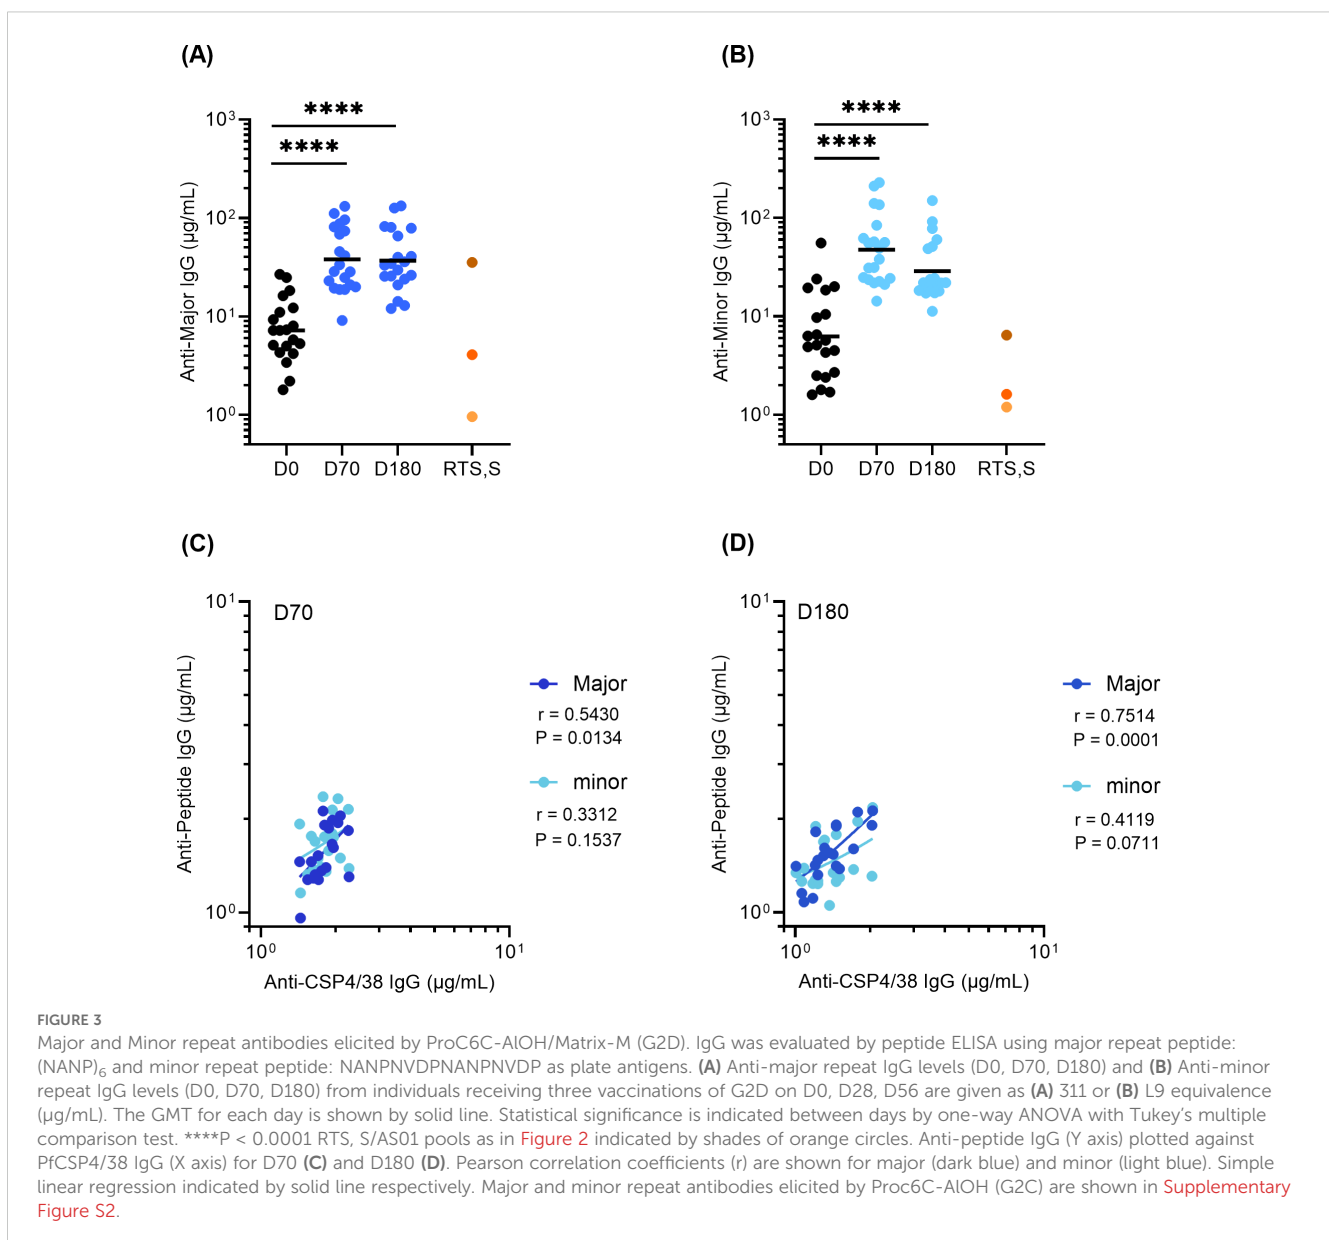 (A)
****
****
10³
10²
10¹
10⁰
Anti-Major IgG (µg/mL)
D0 D70 D180 RTS,S
(B)
****
****
10³
10²
10¹
10⁰
Anti-Minor IgG (µg/mL)
D0 D70 D180 RTS,S
(C)
D70
10¹
10⁰
Anti-Peptide IgG (µg/mL)
10⁰ 10¹
Anti-CSP4/38 IgG (µg/mL)
Major
r = 0.5430
P = 0.0134
minor
r = 0.3312
P = 0.1537
(D)
D180
10¹
10⁰
Anti-Peptide IgG (µg/mL)
10⁰ 10¹
Anti-CSP4/38 IgG (µg/mL)
Major
r = 0.7514
P = 0.0001
minor
r = 0.4119
P = 0.0711
FIGURE 3
Major and Minor repeat antibodies elicited by ProC6C-AlOH/Matrix-M (G2D). IgG was evaluated by peptide ELISA using major repeat peptide:
(NANP)₆ and minor repeat peptide: NANPNVDPNANPNVDP as plate antigens. (A) Anti-major repeat IgG levels (D0, D70, D180) and (B) Anti-minor
repeat IgG levels (D0, D70, D180) from individuals receiving three vaccinations of G2D on D0, D28, D56 are given as (A) 311 or (B) L9 equivalence
(µg/mL). The GMT for each day is shown by solid line. Statistical significance is indicated between days by one-way ANOVA with Tukey’s multiple
comparison test. ****P < 0.0001 RTS, S/AS01 pools as in Figure 2 indicated by shades of orange circles. Anti-peptide IgG (Y axis) plotted against
PfCSP4/38 IgG (X axis) for D70 (C) and D180 (D). Pearson correlation coefficients (r) are shown for major (dark blue) and minor (light blue). Simple
linear regression indicated by solid line respectively. Major and minor repeat antibodies elicited by Proc6C-AlOH (G2C) are shown in Supplementary
Figure S2.